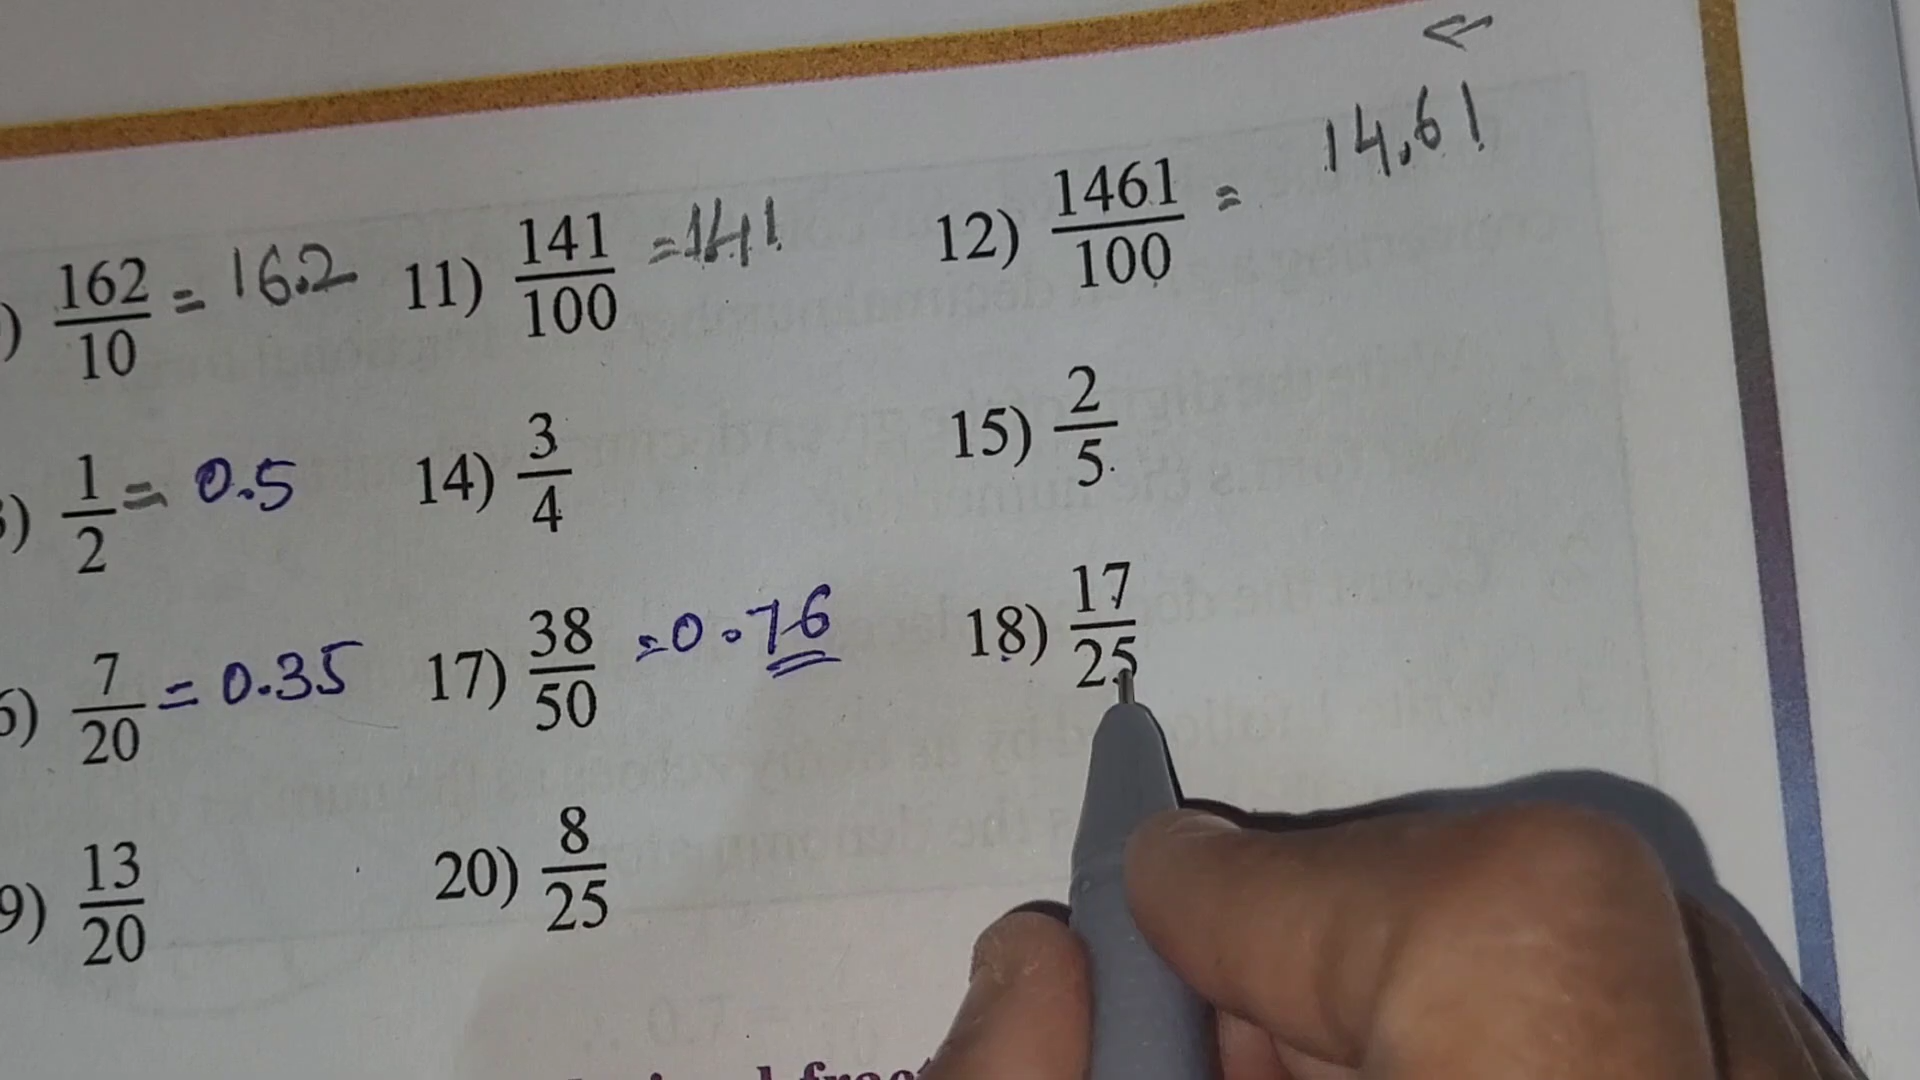 ) 162/10 = 16.2 11) 141/100 = 1.41 12) 1461/100 = 14.61
) 1/2 = 0.5 14) 3/4 15) 2/5
6) 7/20 = 0.35 17) 38/50 = 0.76 18) 17/25
9) 13/20 20) 8/25